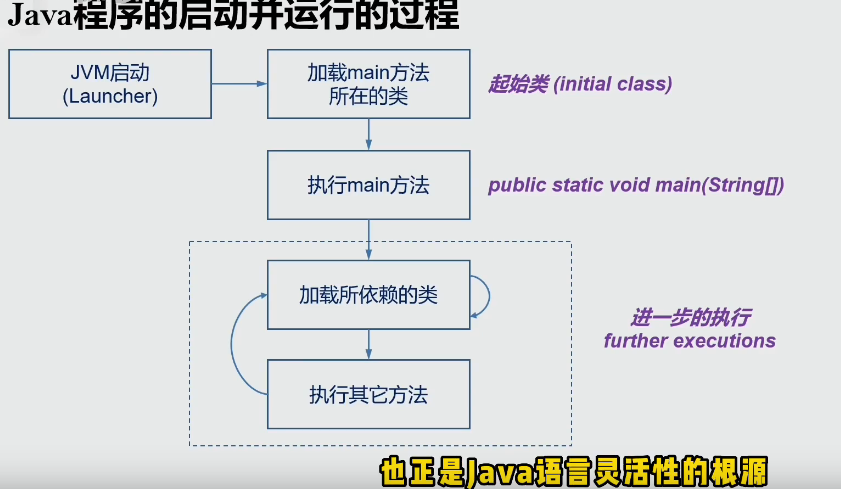 Java程序的启动并运行的过程
JVM启动
(Launcher)
加载main方法
所在的类
起始类 (initial class)
执行main方法
public static void main(String[])
加载所依赖的类
进一步的执行
further executions
执行其它方法
也正是Java语言灵活性的根源